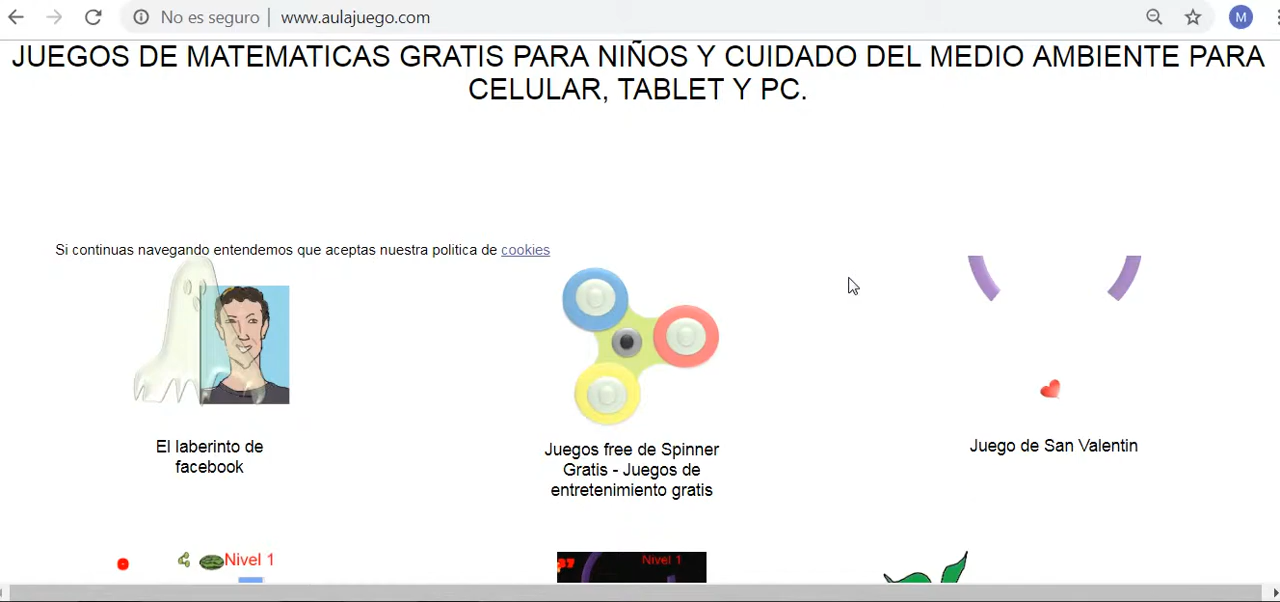 No es seguro | www.aulajuego.com
M
JUEGOS DE MATEMATICAS GRATIS PARA NIÑOS Y CUIDADO DEL MEDIO AMBIENTE PARA
CELULAR, TABLET Y PC.
Si continuas navegando entendemos que aceptas nuestra politica de cookies
El laberinto de
facebook
Juegos free de Spinner
Gratis - Juegos de
entretenimiento gratis
Juego de San Valentin
Nivel 1
Nivel 1